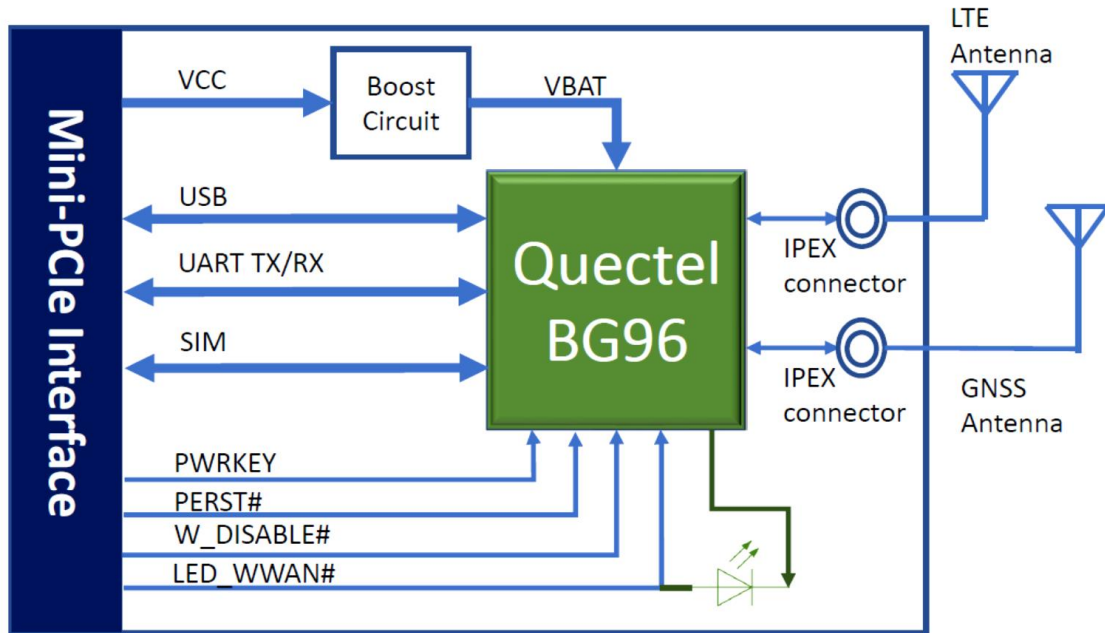 LTE
Antenna
VCC
Boost
Circuit
VBAT
Mini-PCIe Interface
USB
UART TX/RX
SIM
Quectel
BG96
IPEX
connector
IPEX
connector
GNSS
Antenna
PWRKEY
PERST#
W_DISABLE#
LED_WWAN#